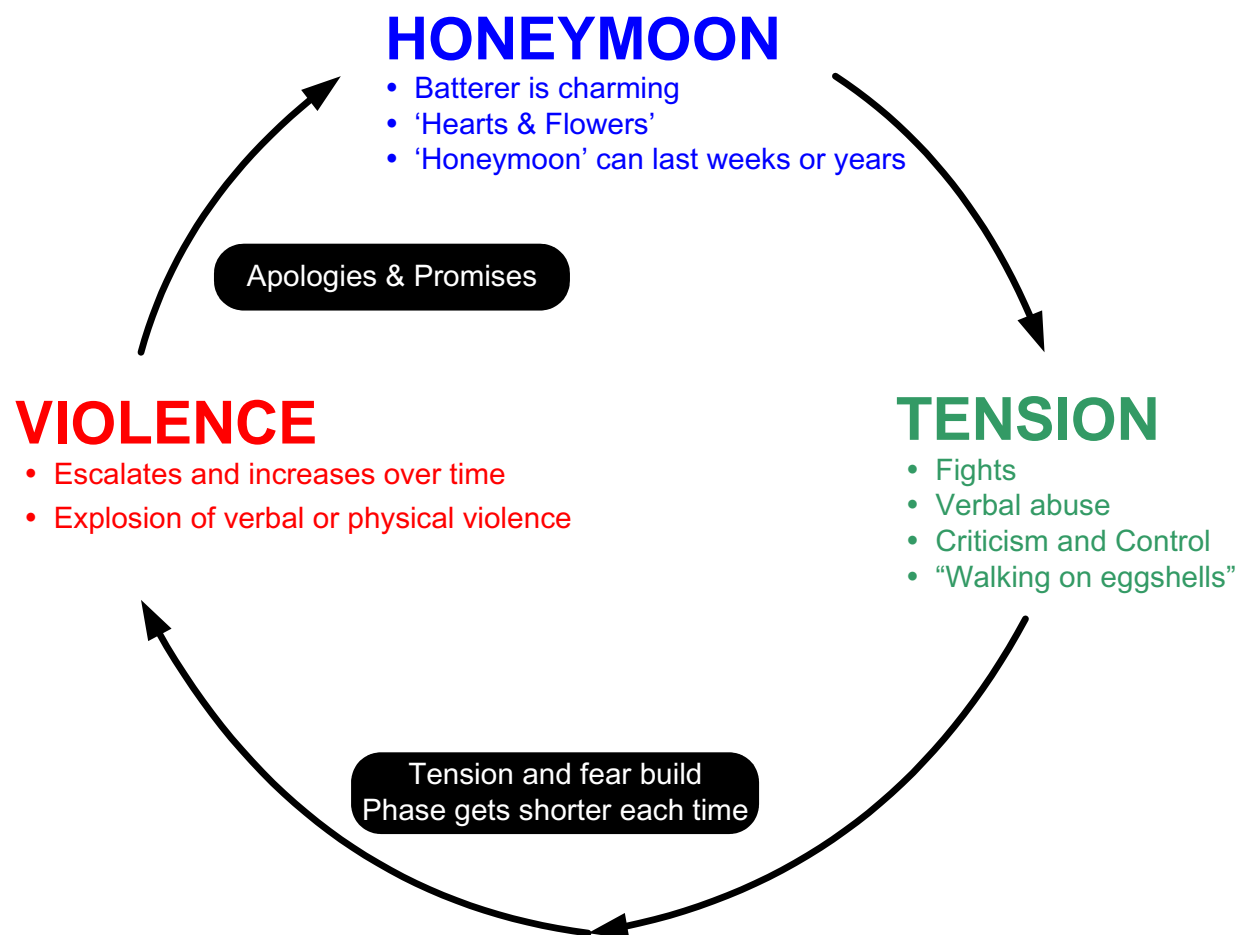 HONEYMOON
• Batterer is charming
• ‘Hearts & Flowers’
• ‘Honeymoon’ can last weeks or years
Apologies & Promises
VIOLENCE
• Escalates and increases over time
• Explosion of verbal or physical violence
TENSION
• Fights
• Verbal abuse
• Criticism and Control
• “Walking on eggshells”
Tension and fear build
Phase gets shorter each time